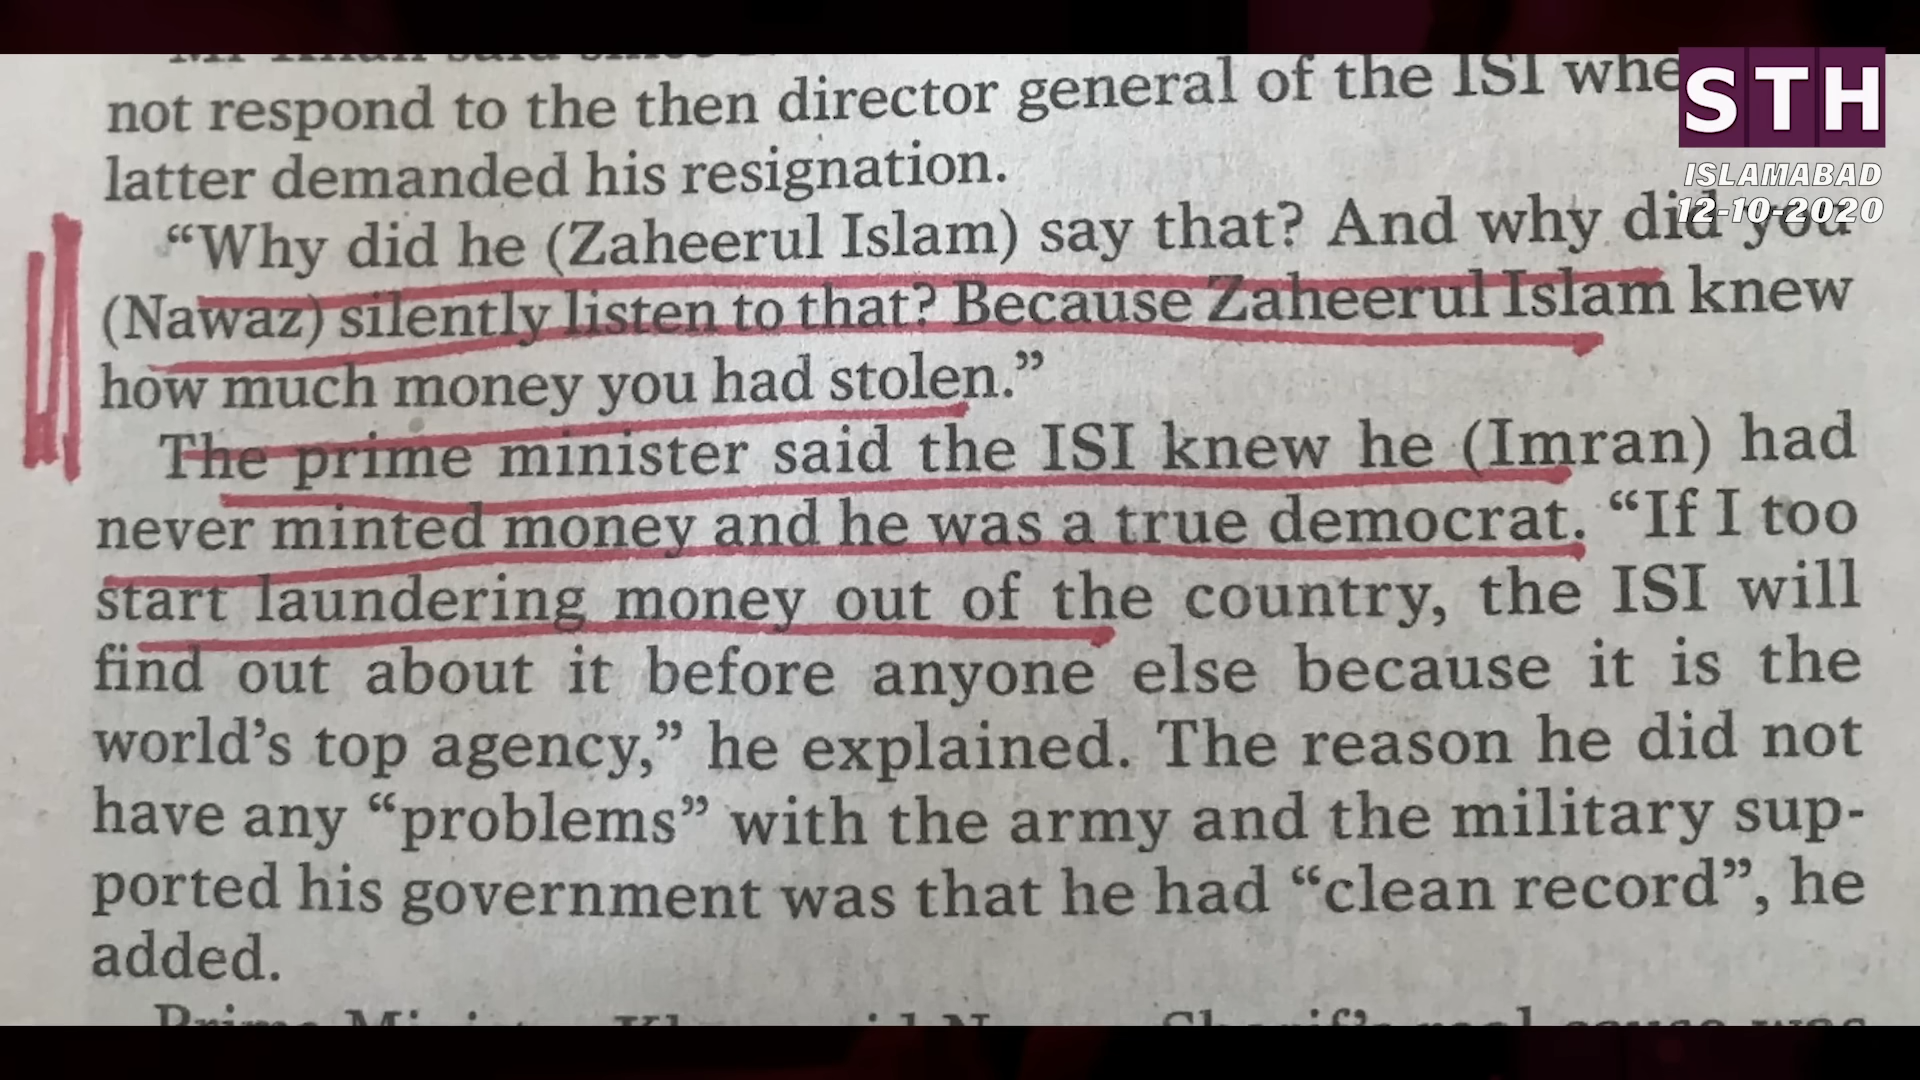 not respond to the then director general of the ISI
latter demanded his resignation.
“Why did he (Zaheerul Islam) say that? And why did you
(Nawaz) silently listen to that? Because Zaheerul Islam knew
how much money you had stolen.”
The prime minister said the ISI knew he (Imran) had
never minted money and he was a true democrat. “If I too
start laundering money out of the country, the ISI will
find out about it before anyone else because it is the
world’s top agency,” he explained. The reason he did not
have any “problems” with the army and the military sup-
ported his government was that he had “clean record”, he
added.
STH
ISLAMABAD
12-10-2020